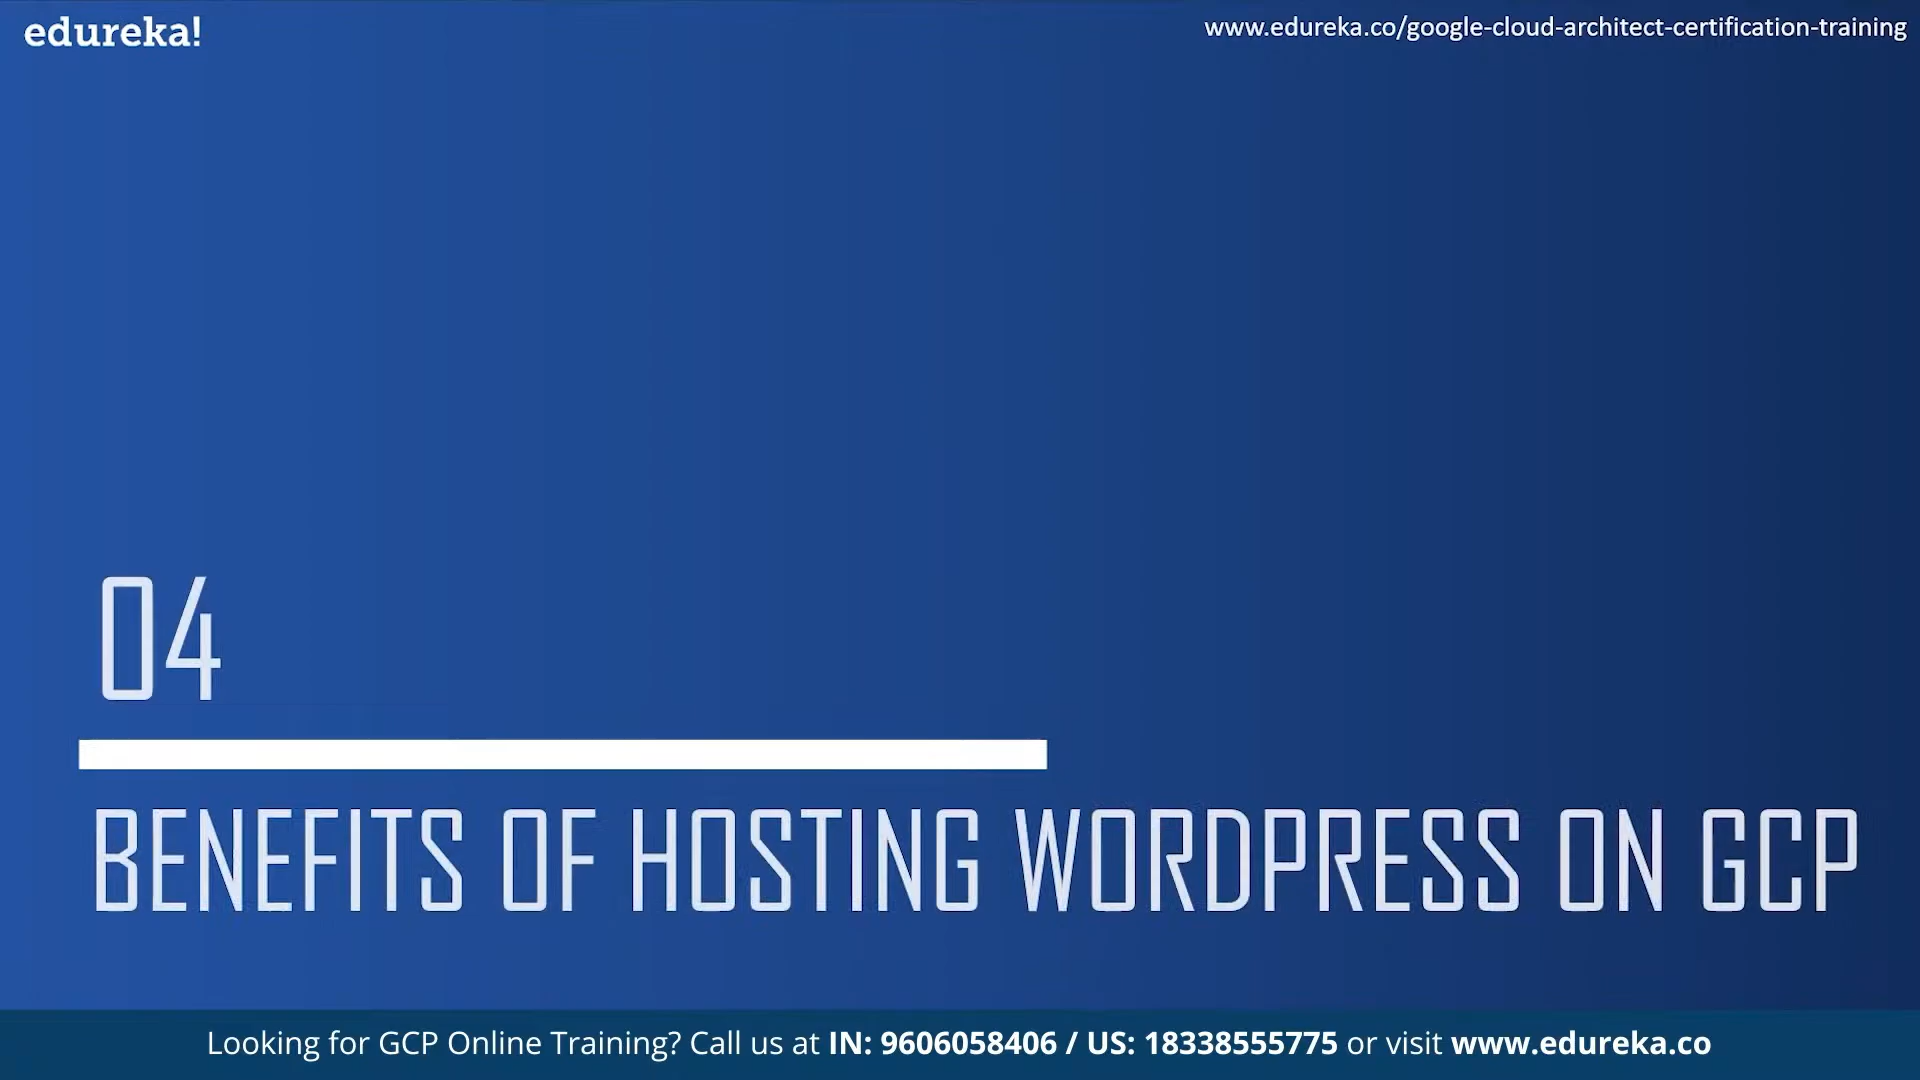 edureka!
www.edureka.co/google-cloud-architect-certification-training
04
BENEFITS OF HOSTING WORDPRESS ON GCP
Looking for GCP Online Training? Call us at IN: 9606058406 / US: 18338555775 or visit www.edureka.co